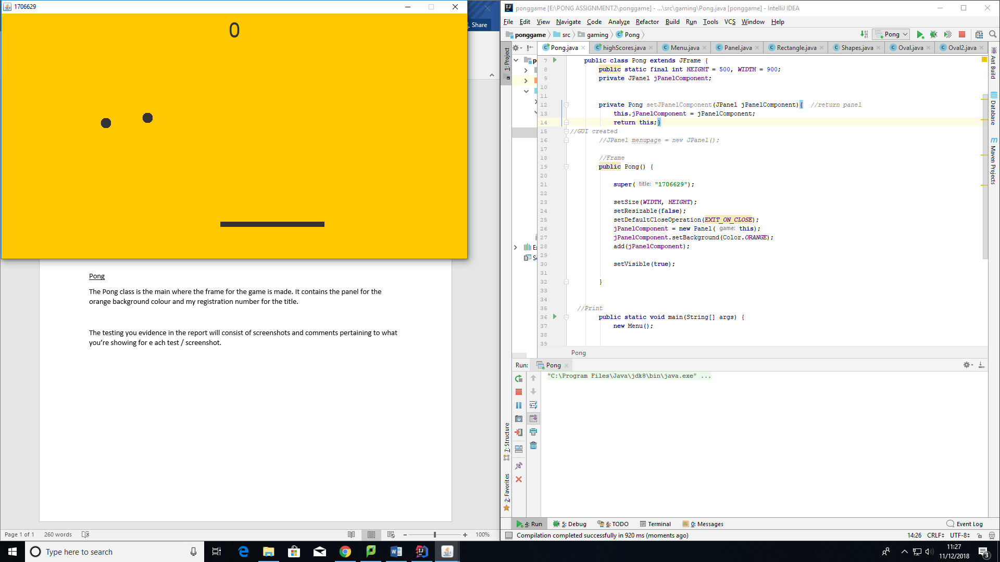 1706629
0
Share
Pong
The Pong class is the main where the frame for the game is made. It contains the panel for the
orange background colour and my registration number for the title.
The testing you evidence in the report will consist of screenshots and comments pertaining to what
you're showing for e ach test / screenshot.
Page 1 of 1 260 words 100%
ponggame [E:\PONG ASSIGNMENT2\ponggame] - ...\src\gaming\Pong.java [ponggame] - IntelliJ IDEA
File Edit View Navigate Code Analyze Refactor Build Run Tools VCS Window Help
ponggame src gaming Pong Pong
Pong.java highScores.java Menu.java Panel.java Rectangle.java Shapes.java Oval.java Oval2.java
1: Project
7 public class Pong extends JFrame {
8 public static final int HEIGHT = 500, WIDTH = 900;
9 private JPanel jPanelComponent;
10
11
12 private Pong setJPanelComponent(JPanel jPanelComponent){ //return panel
13 this.jPanelComponent = jPanelComponent;
14 return this;}
15 //GUI created
16 //JPanel menupage = new JPanel();
17
18 //Frame
19 public Pong() {
20
21 super( title: "1706629");
22
23 setSize(WIDTH, HEIGHT);
24 setResizable(false);
25 setDefaultCloseOperation(EXIT_ON_CLOSE);
26 jPanelComponent = new Panel( game: this);
27 jPanelComponent.setBackground(Color.ORANGE);
28 add(jPanelComponent);
29
30 setVisible(true);
31
32 }
33
34
35 //Print
36 public static void main(String[] args) {
37 new Menu();
38
39
Pong
Ant Build
Database
m Maven Projects
Run: Pong
"C:\Program Files\Java\jdk8\bin\java.exe" ...
7: Structure
2: Favorites
4: Run 5: Debug 6: TODO Terminal 0: Messages Event Log
Compilation completed successfully in 920 ms (moments ago) 14:26 CRLF UTF-8
Type here to search
11:27
11/12/2018
3